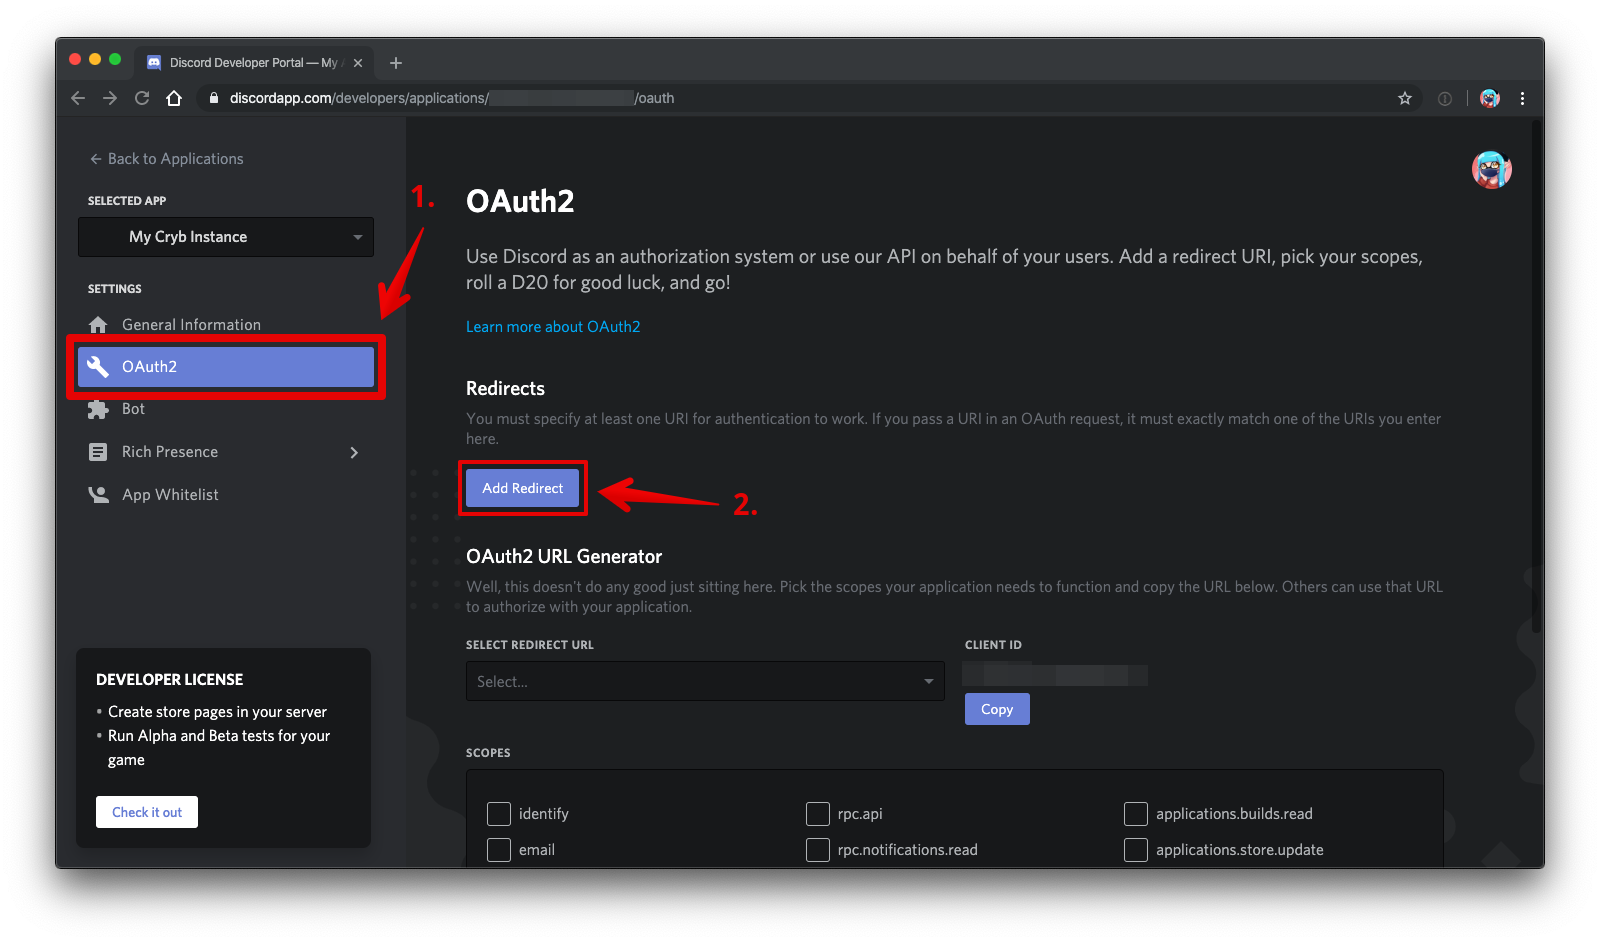 Discord Developer Portal — My
discordapp.com/developers/applications/
/oauth
← Back to Applications
SELECTED APP
My Cryb Instance
SETTINGS
General Information
OAuth2
Bot
Rich Presence
App Whitelist
DEVELOPER LICENSE
• Create store pages in your server
• Run Alpha and Beta tests for your
game
Check it out
1.
OAuth2
Use Discord as an authorization system or use our API on behalf of your users. Add a redirect URI, pick your scopes,
roll a D20 for good luck, and go!
Learn more about OAuth2
Redirects
You must specify at least one URI for authentication to work. If you pass a URI in an OAuth request, it must exactly match one of the URIs you enter
here.
Add Redirect
2.
OAuth2 URL Generator
Well, this doesn't do any good just sitting here. Pick the scopes your application needs to function and copy the URL below. Others can use that URL
to authorize with your application.
SELECT REDIRECT URL
Select...
CLIENT ID
Copy
SCOPES
identify
rpc.api
applications.builds.read
email
rpc.notifications.read
applications.store.update